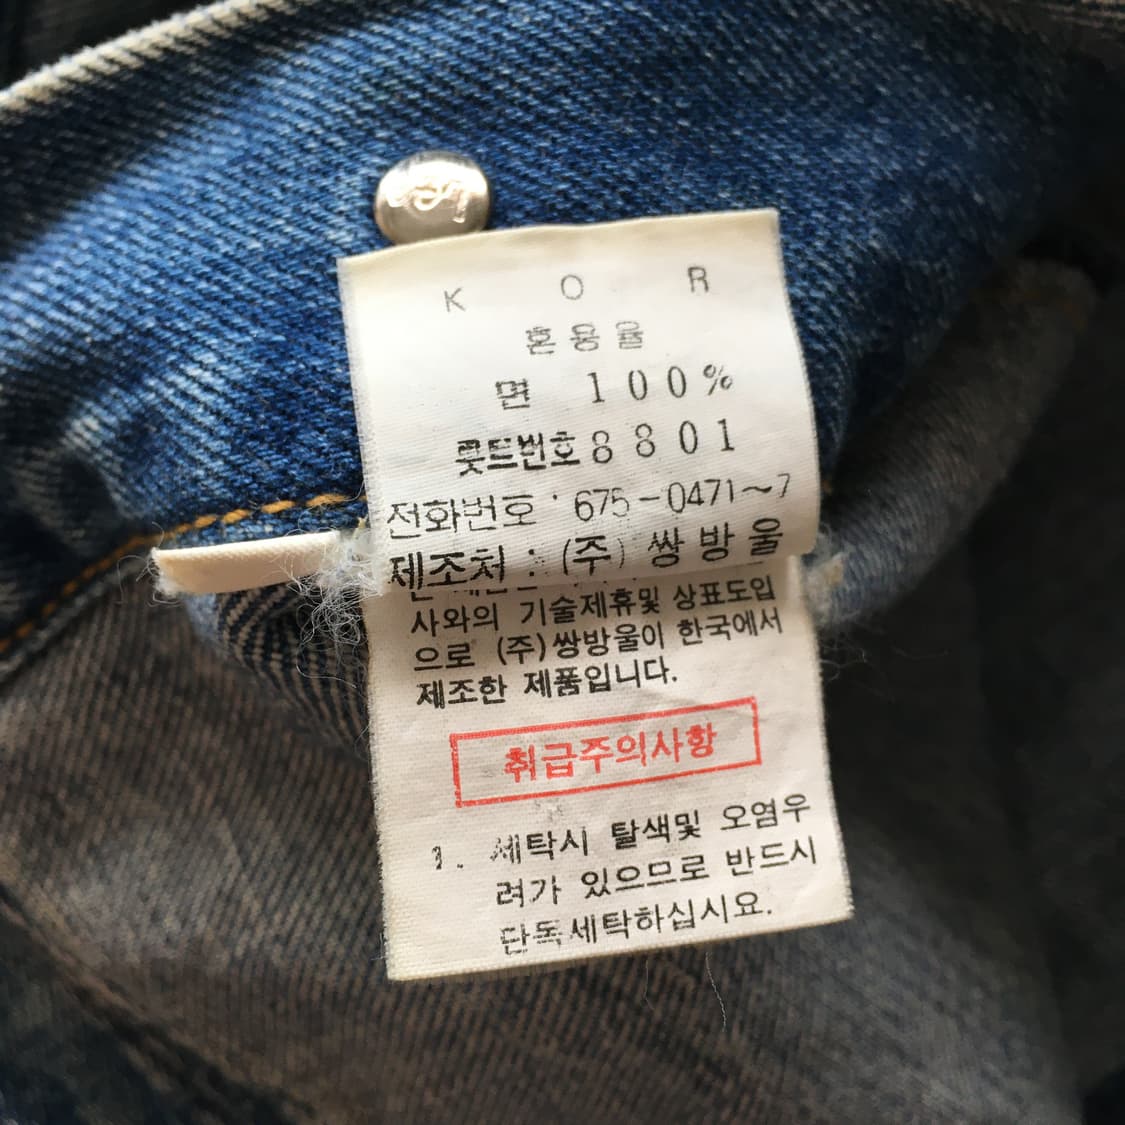 K O R
혼용율
면 100%
롯드번호 8801
전화번호 : 675-0471~7
제조처 : (주) 쌍방울
사와의 기술제휴및 상표도입
으로 (주)쌍방울이 한국에서
제조한 제품입니다.
취급주의사항
1. 세탁시 탈색및 오염우
려가 있으므로 반드시
단독세탁하십시요.